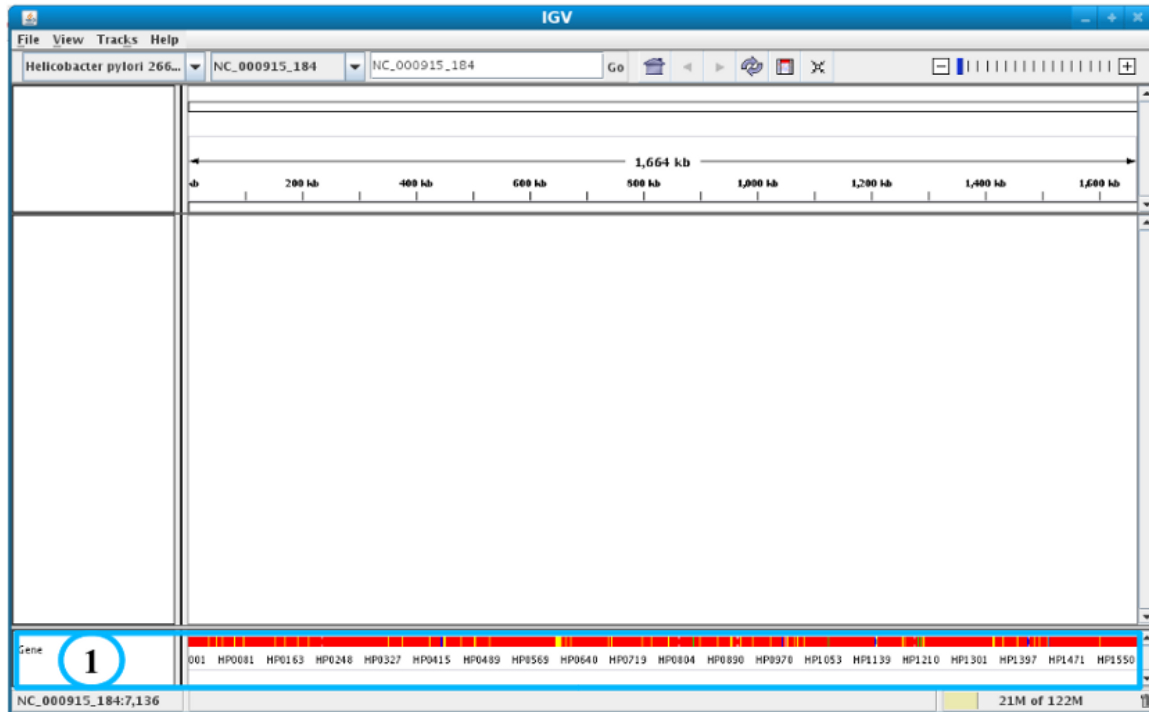 IGV
File View Tracks Help
Helicobacter pylori 266... NC_000915_184 NC_000915_184 Go
1,664 kb
kb 200 kb 400 kb 600 kb 800 kb 1,000 kb 1,200 kb 1,400 kb 1,600 kb
Gene
1
001 HP0081 HP0163 HP0248 HP0327 HP0415 HP0489 HP0569 HP0640 HP0719 HP0804 HP0890 HP0970 HP1053 HP1139 HP1210 HP1301 HP1397 HP1471 HP1550
NC_000915_184:7,136 21M of 122M